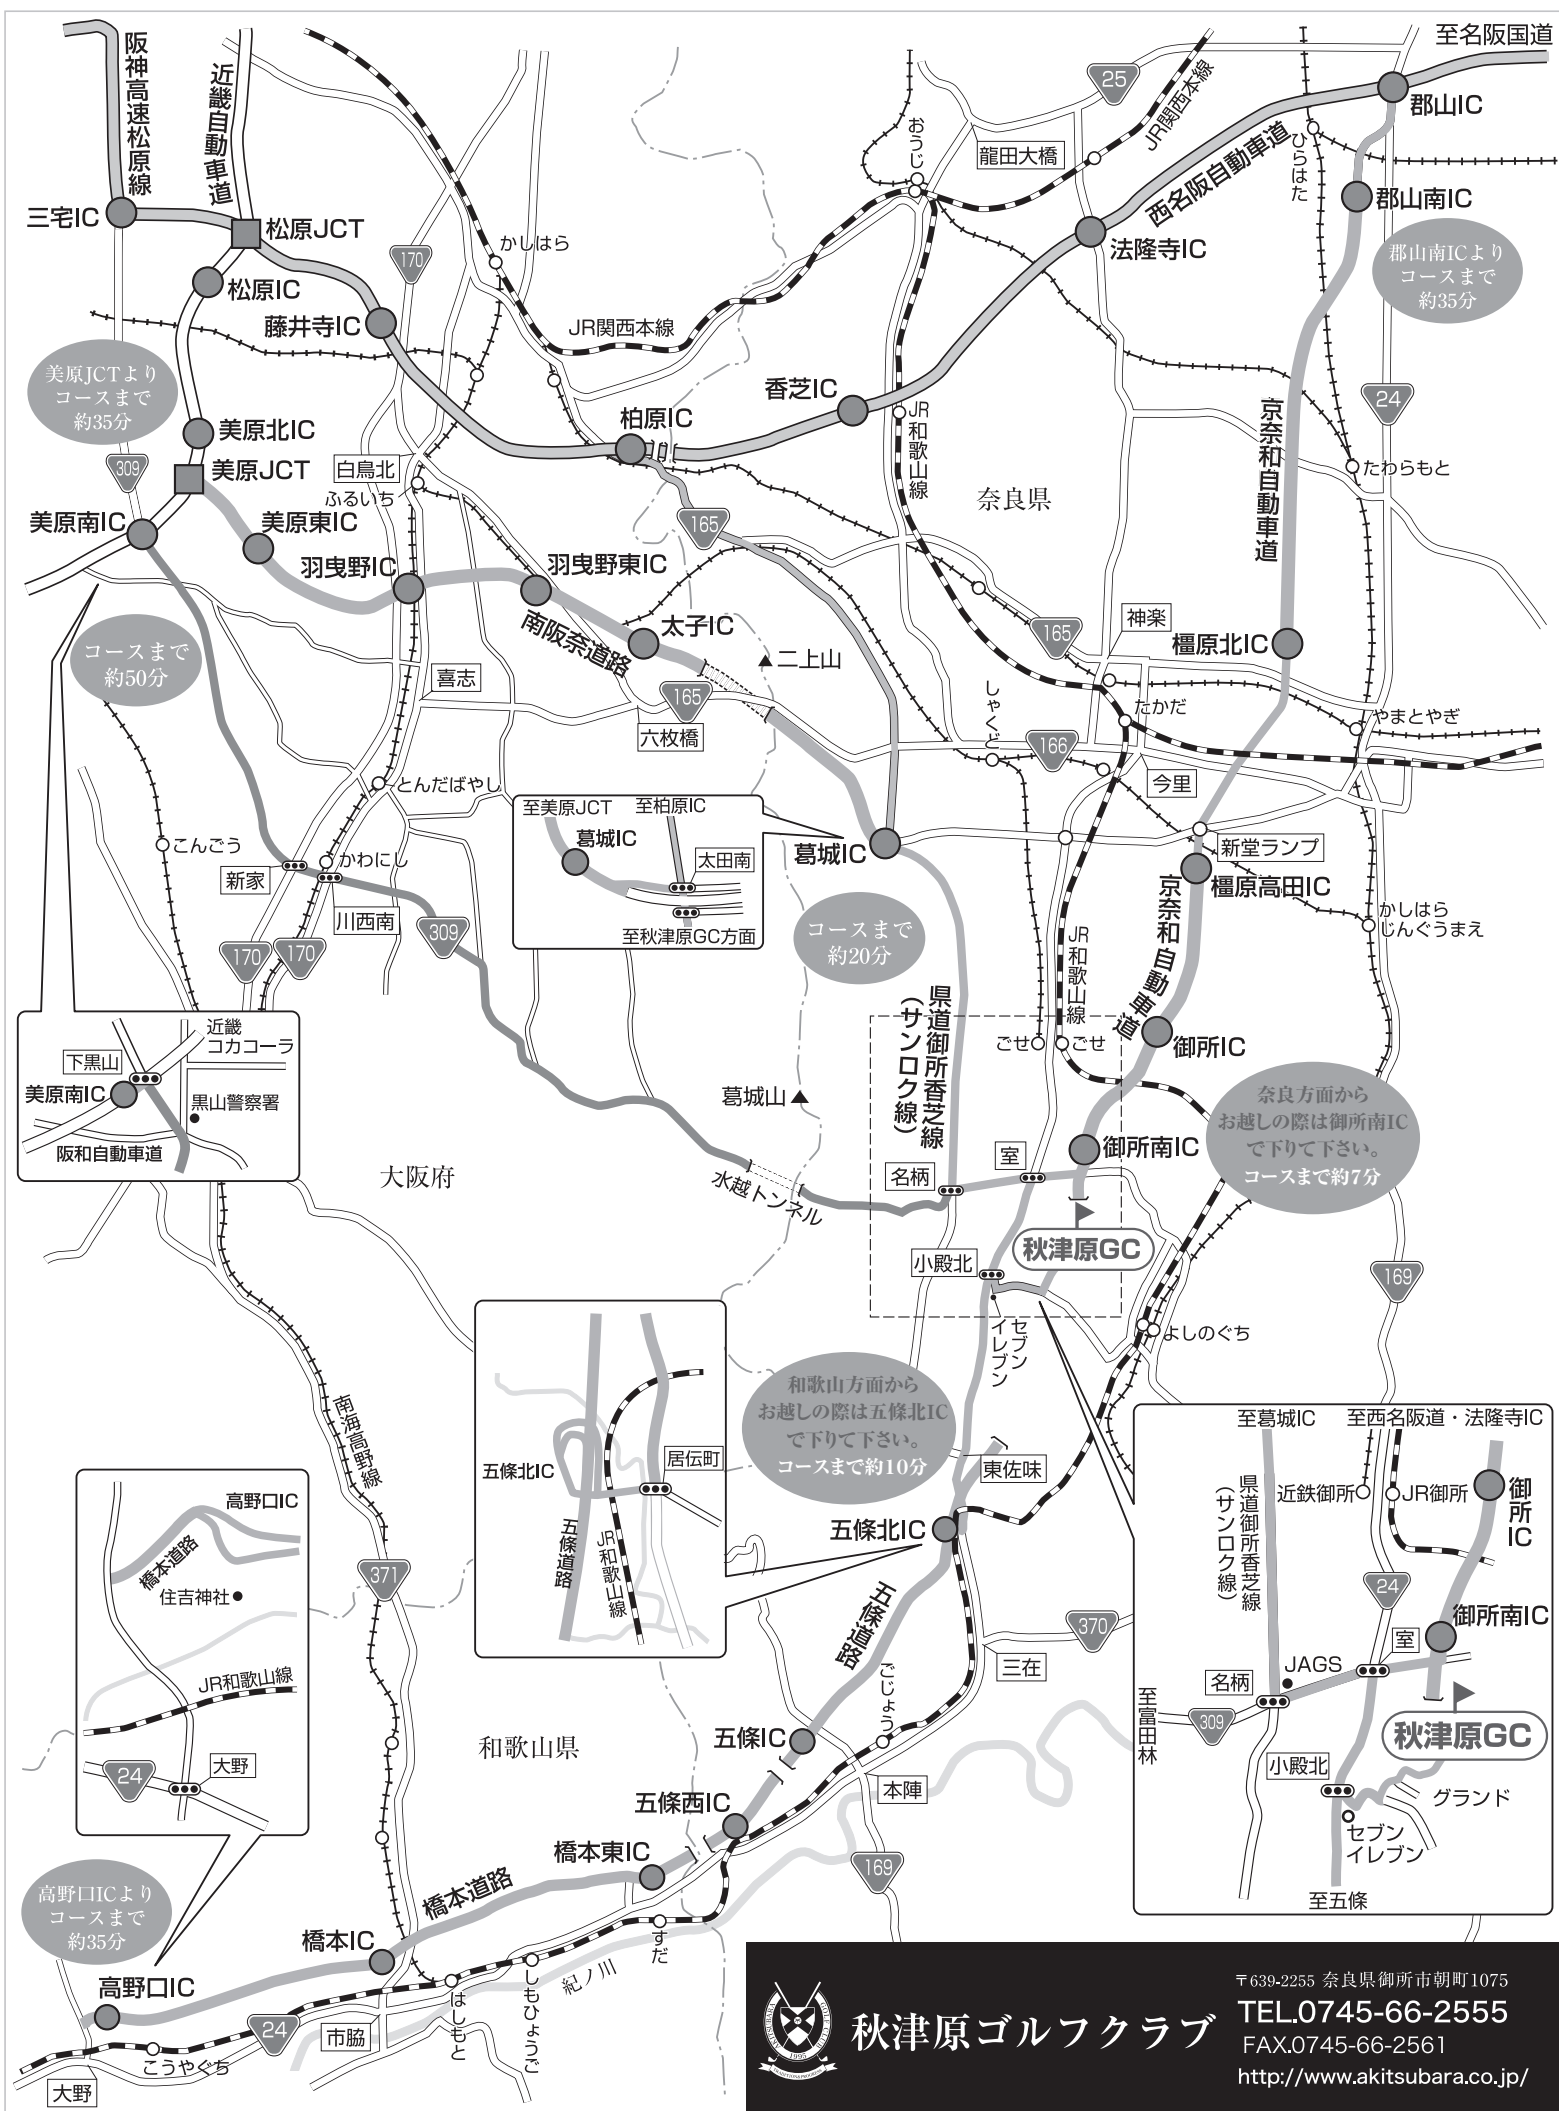 至名阪国道
阪神高速松原線
近畿自動車道
25
JR関西本線
郡山IC
おうじ
龍田大橋
西名阪自動車道
ひらはた
三宅IC
松原JCT
かしはら
170
法隆寺IC
郡山南IC
郡山南ICより
コースまで
約35分
松原IC
藤井寺IC
JR関西本線
美原JCTより
コースまで
約35分
香芝IC
柏原IC
JR和歌山線
24
美原北IC
309
美原JCT
白鳥北
ふるいち
奈良県
京奈和自動車道
たわらもと
美原南IC
美原東IC
165
羽曳野IC
羽曳野東IC
南阪奈道路
太子IC
165
神楽
橿原北IC
コースまで
約50分
喜志
二上山
165
六枚橋
しゃくど
たかだ
やまとやぎ
166
今里
とんだばやし
至美原JCT
至柏原IC
葛城IC
太田南
至秋津原GC方面
葛城IC
新堂ランプ
橿原高田IC
こんごう
新家
かわにし
川西南
309
170
170
コースまで
約20分
京奈和自動車道
かしはら
じんぐうまえ
JR和歌山線
県道御所香芝線
(サンロク線)
ごせ
ごせ
御所IC
近畿
コカコーラ
下黒山
美原南IC
黒山警察署
阪和自動車道
葛城山
大阪府
水越トンネル
名柄
室
御所南IC
奈良方面から
お越しの際は御所南IC
で下りて下さい。
コースまで約7分
秋津原GC
小殿北
セブン
イレブン
169
よしのぐち
南海高野線
五條北IC
居伝町
五條道路
JR和歌山線
和歌山方面から
お越しの際は五條北IC
で下りて下さい。
コースまで約10分
東佐味
五條北IC
至葛城IC
至西名阪道・法隆寺IC
県道御所香芝線
(サンロク線)
近鉄御所
JR御所
御所IC
24
御所南IC
室
JAGS
名柄
至富田林
309
秋津原GC
小殿北
グランド
セブン
イレブン
至五條
高野口IC
橋本道路
住吉神社
JR和歌山線
24
大野
371
五條道路
370
三在
ごじょう
五條IC
和歌山県
本陣
五條西IC
橋本東IC
169
高野口ICより
コースまで
約35分
橋本道路
橋本IC
すだ
高野口IC
紀ノ川
しもひょうご
はしもと
24
市脇
こうやぐち
大野
AKITSUBARA GOLF CLUB
1995
秋津原ゴルフクラブ
〒639-2255 奈良県御所市朝町1075
TEL.0745-66-2555
FAX.0745-66-2561
http://www.akitsubara.co.jp/